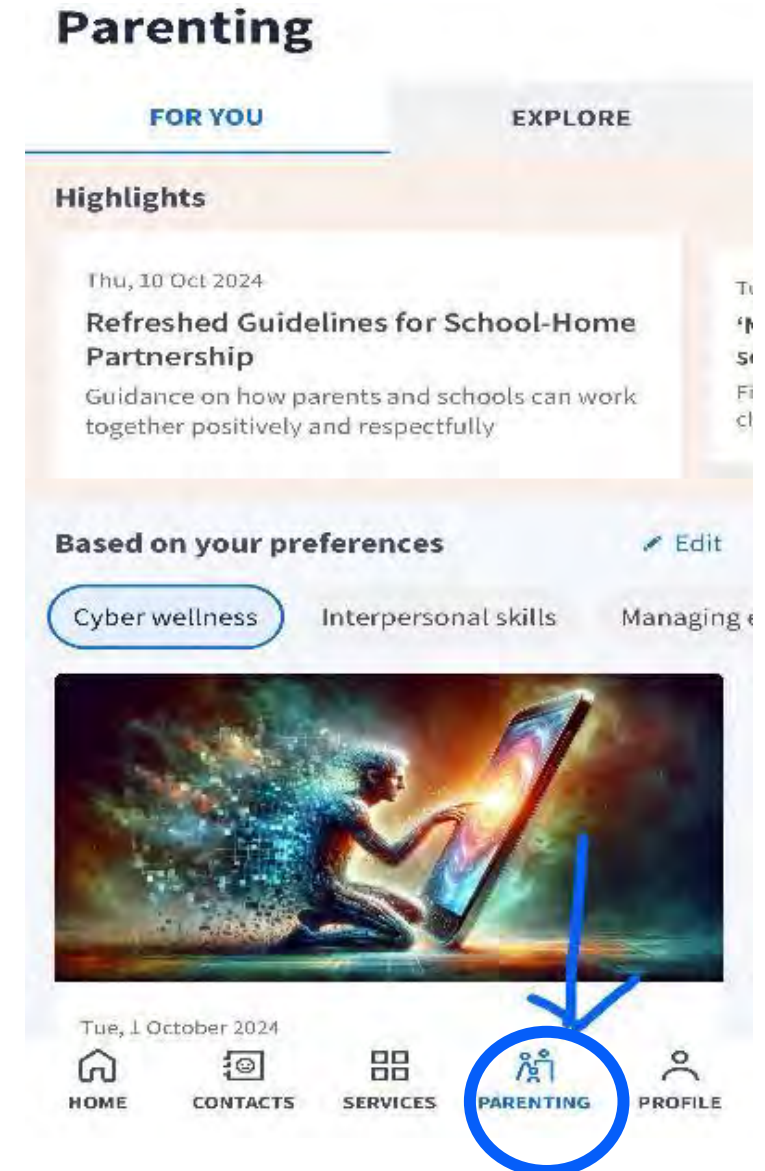 Parenting
FOR YOU
EXPLORE
Highlights
Thu, 10 Oct 2024
Refreshed Guidelines for School-Home
Partnership
Guidance on how parents and schools can work
together positively and respectfully
Based on your preferences
Edit
Cyber wellness
Interpersonal skills
Managing
Tue, 1 October 2024
HOME
CONTACTS
SERVICES
PARENTING
PROFILE